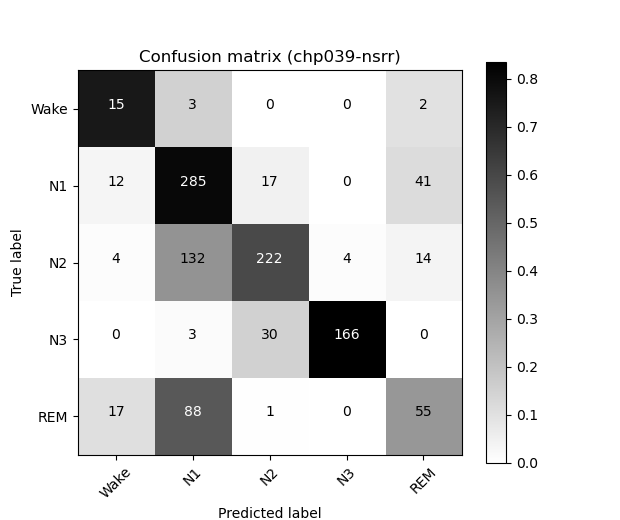 Confusion matrix (chp039-nsrr)
Wake 15 3 0 0 2
N1 12 285 17 0 41
N2 4 132 222 4 14
N3 0 3 30 166 0
REM 17 88 1 0 55
Wake N1 N2 N3 REM
Predicted label
True label
0.8
0.7
0.6
0.5
0.4
0.3
0.2
0.1
0.0